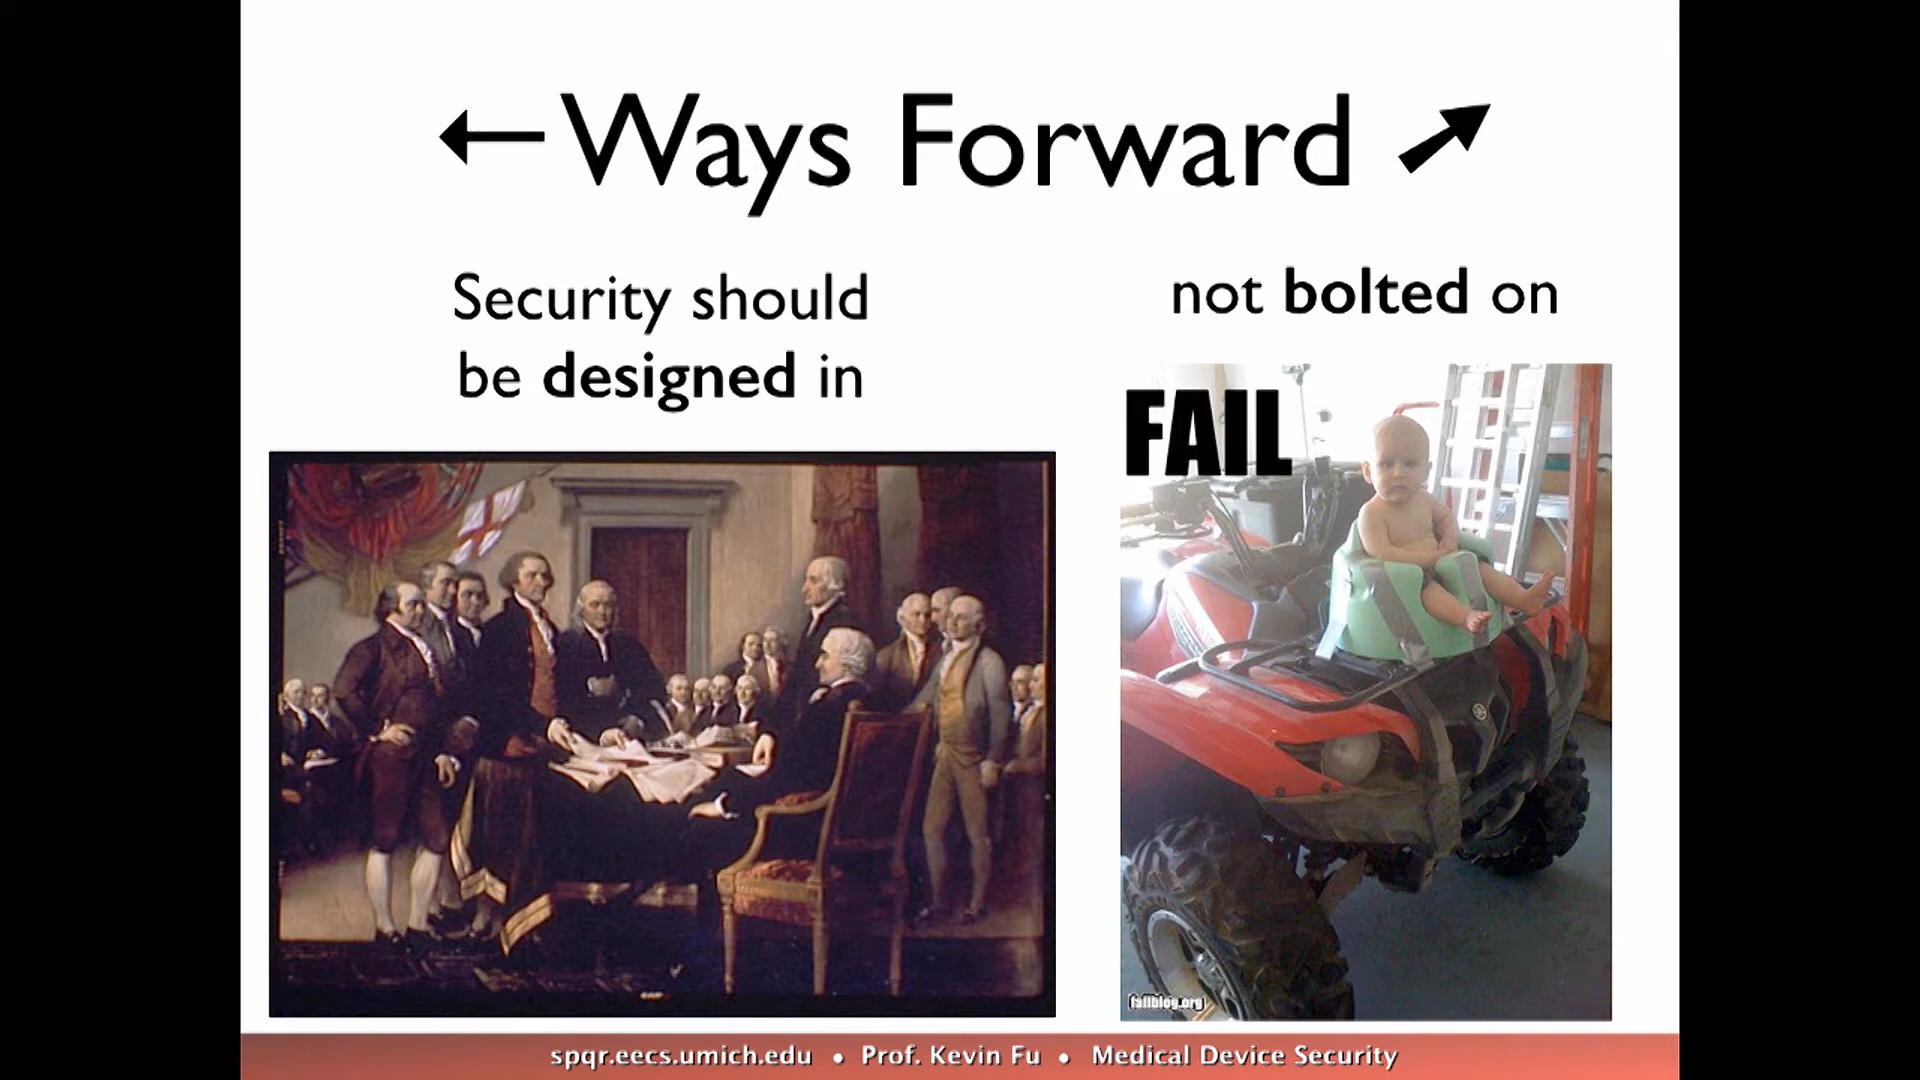 ← Ways Forward ➚
Security should
be designed in
not bolted on
FAIL
failblog.org
spqr.eecs.umich.edu • Prof. Kevin Fu • Medical Device Security